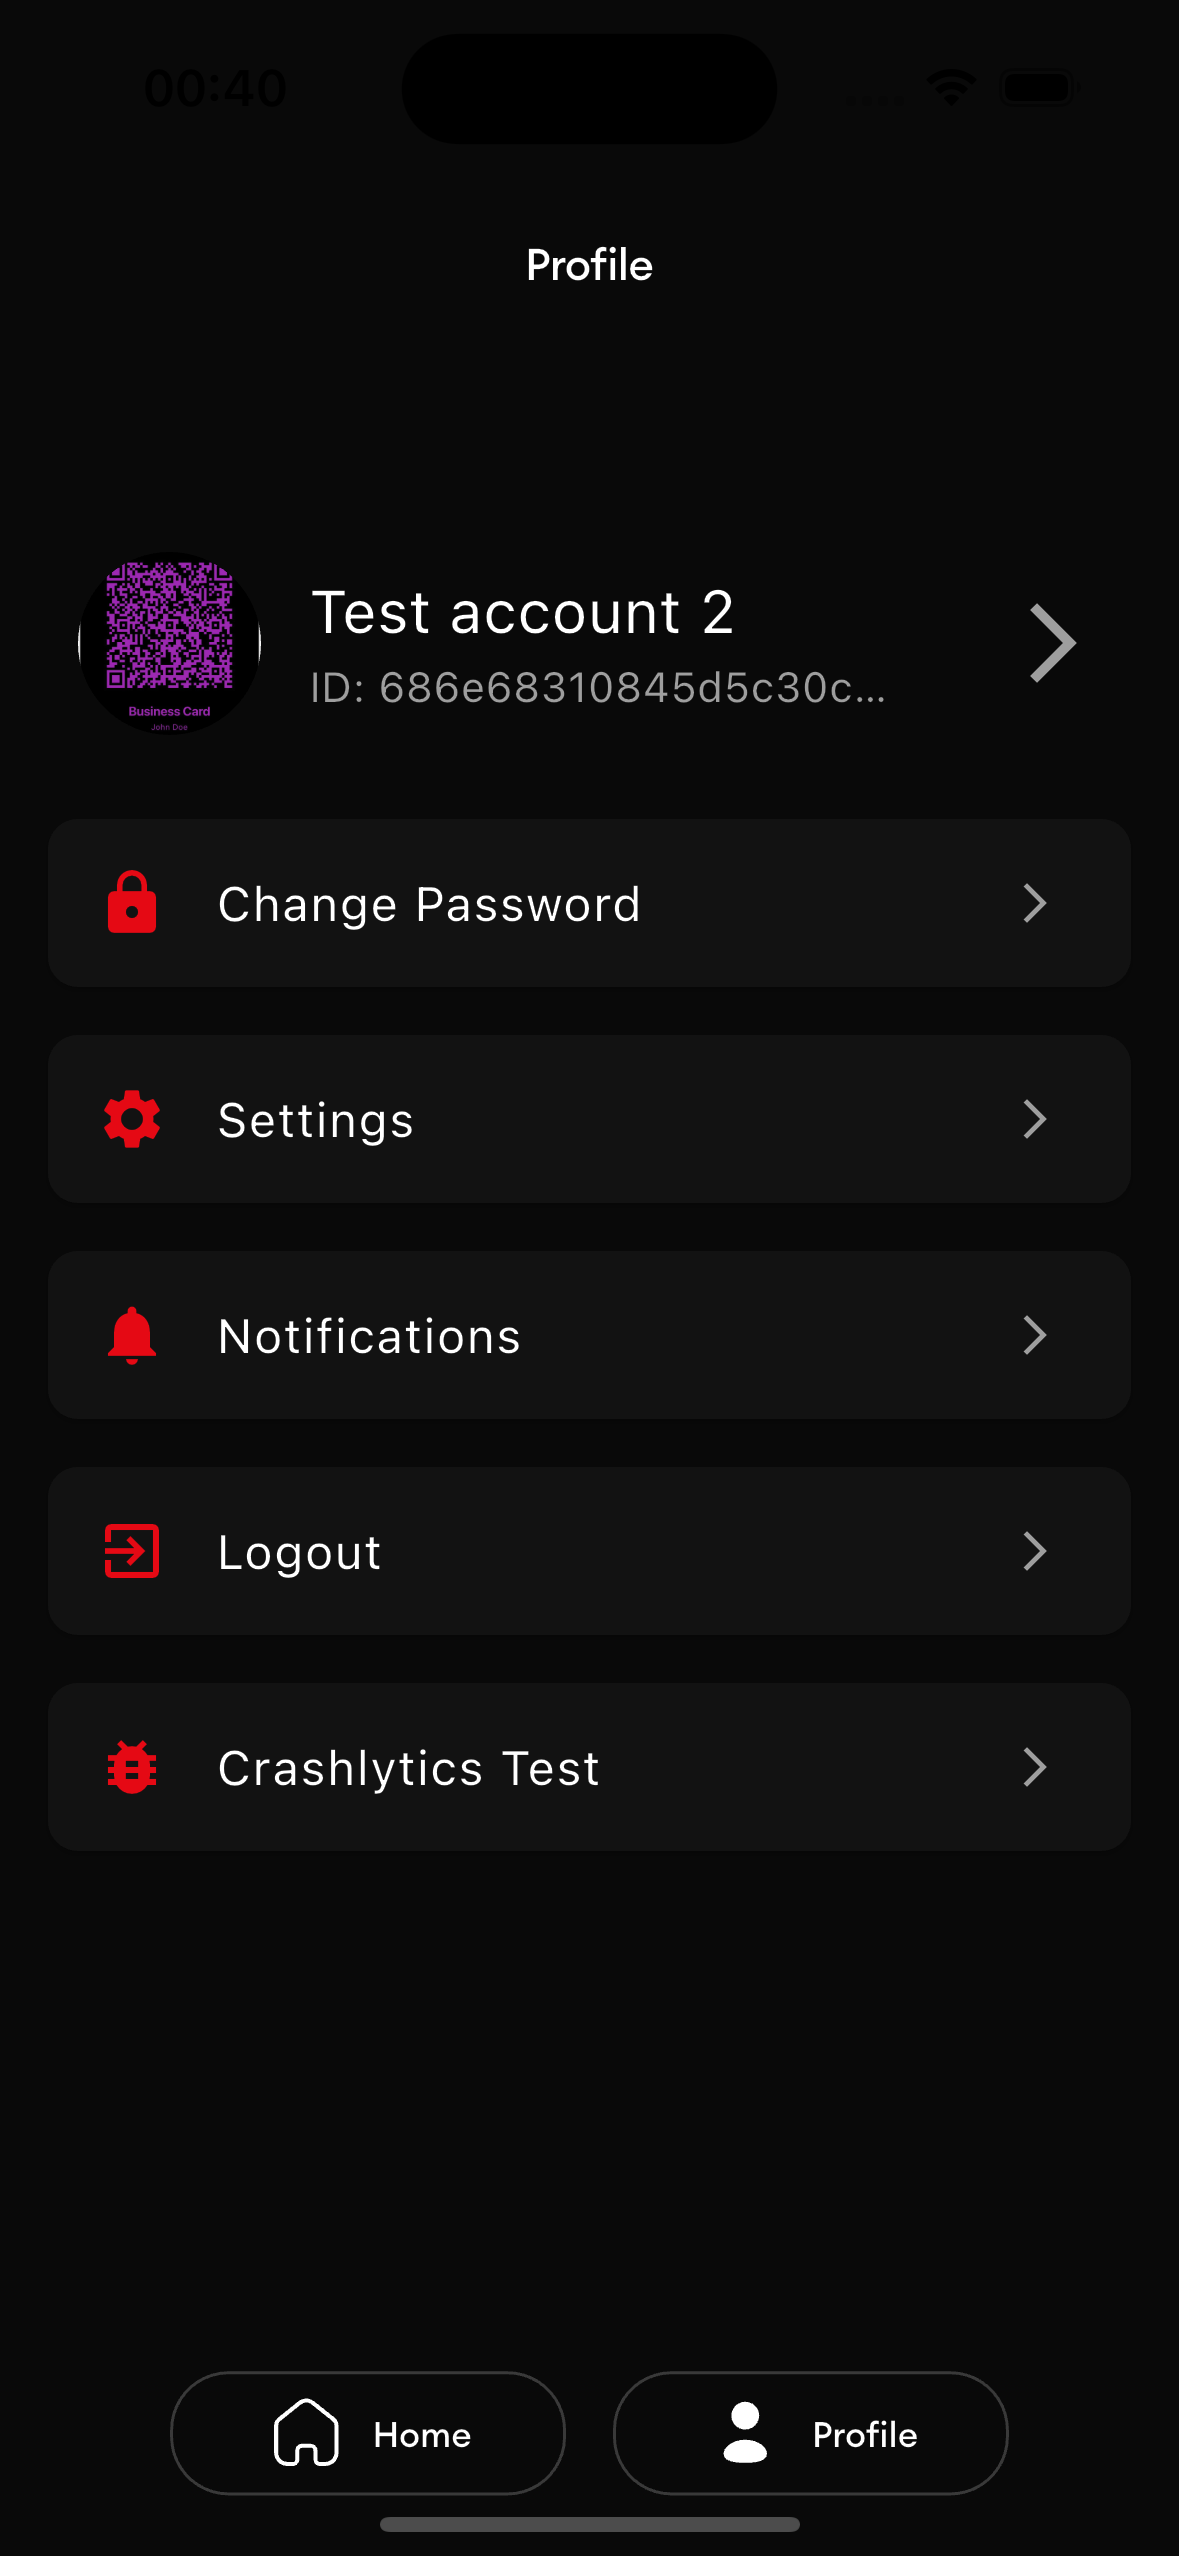 00:40
Profile
Test account 2
ID: 686e68310845d5c30c...
Business Card
John Doe
Change Password
Settings
Notifications
Logout
Crashlytics Test
Home
Profile